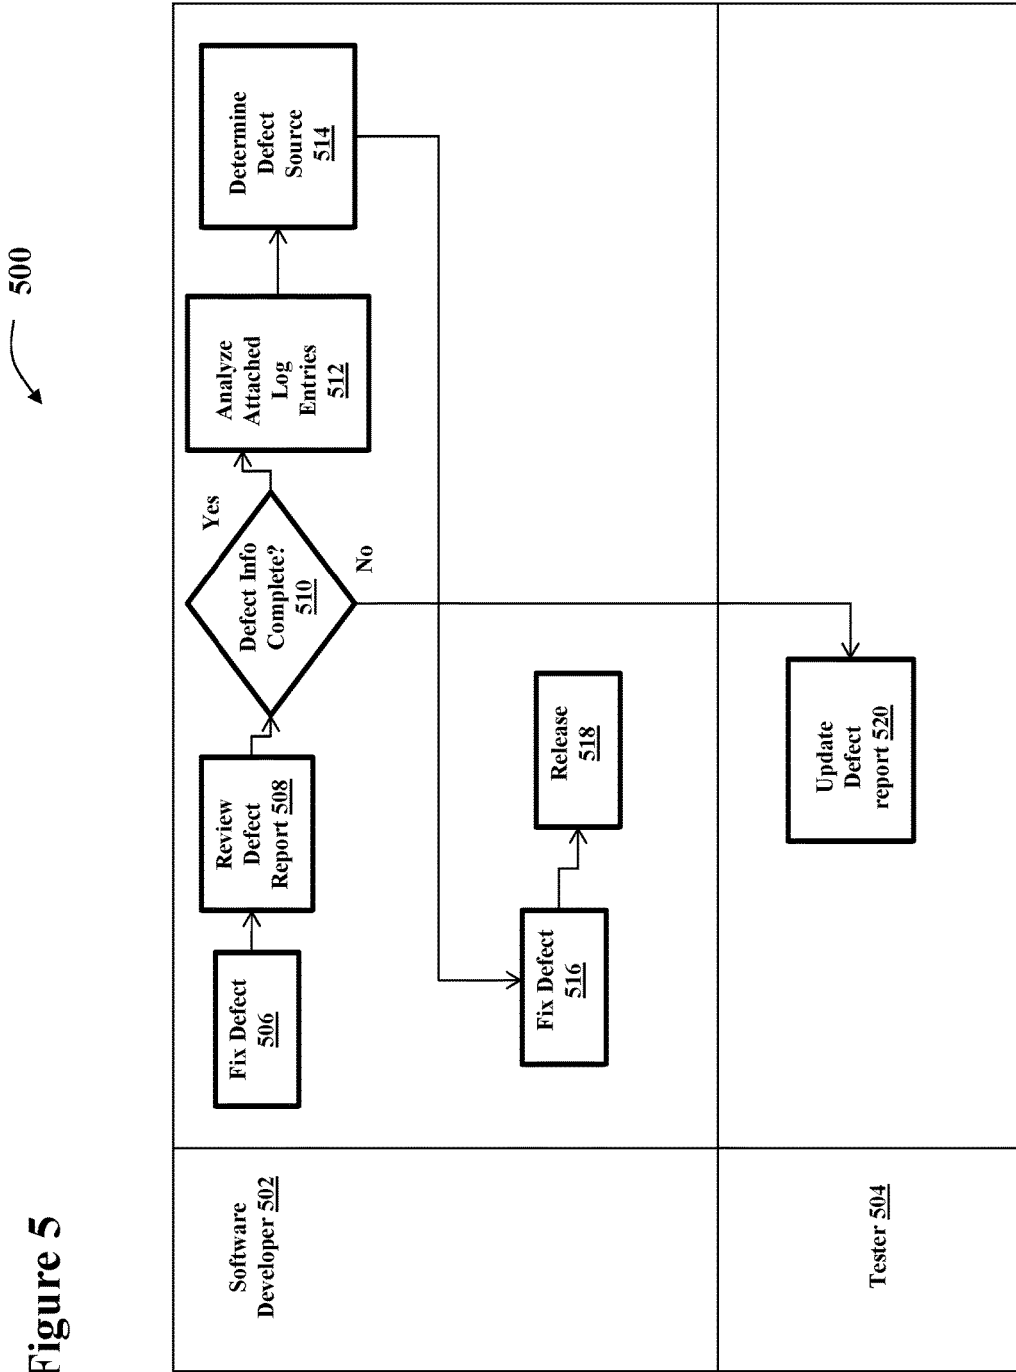 Figure 5
500
Software
Developer 502
Fix Defect
506
Review
Defect
Report 508
Defect Info
Complete?
510
Yes
No
Analyze
Attached
Log
Entries
512
Determine
Defect
Source
514
Fix Defect
516
Release
518
Tester 504
Update
Defect
report 520